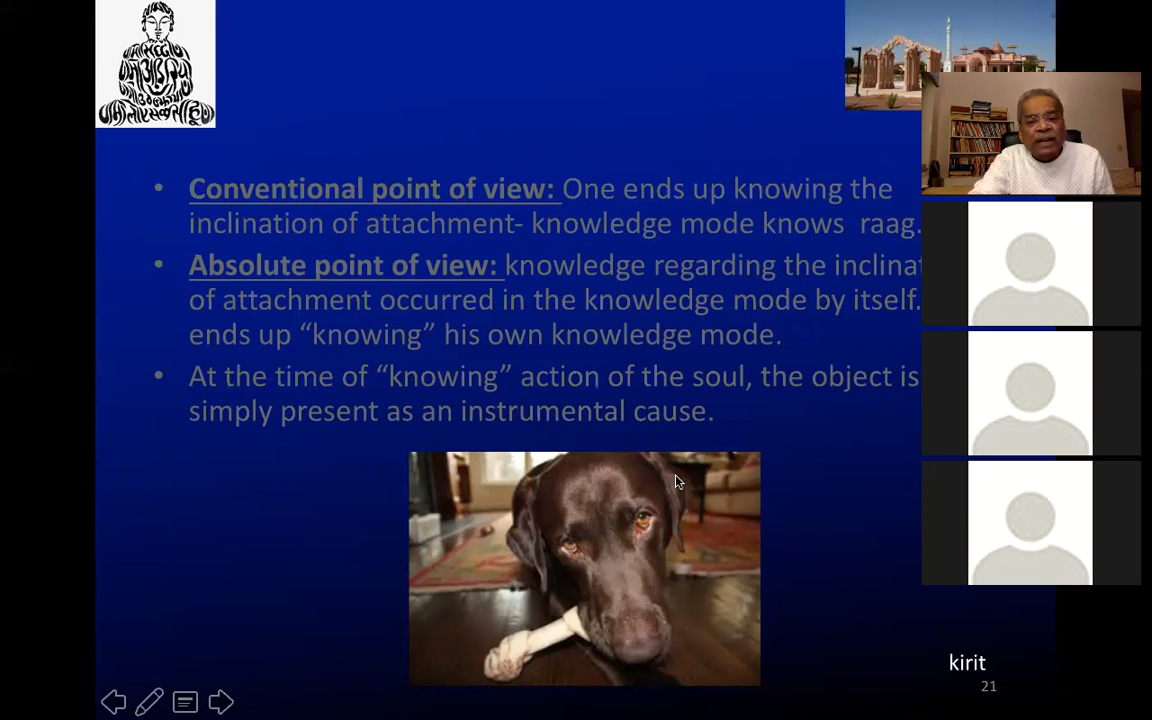 • Conventional point of view: One ends up knowing the
inclination of attachment- knowledge mode knows raag.
• Absolute point of view: knowledge regarding the inclinat
of attachment occurred in the knowledge mode by itself.
ends up “knowing” his own knowledge mode.
• At the time of “knowing” action of the soul, the object is
simply present as an instrumental cause.
kirit
21